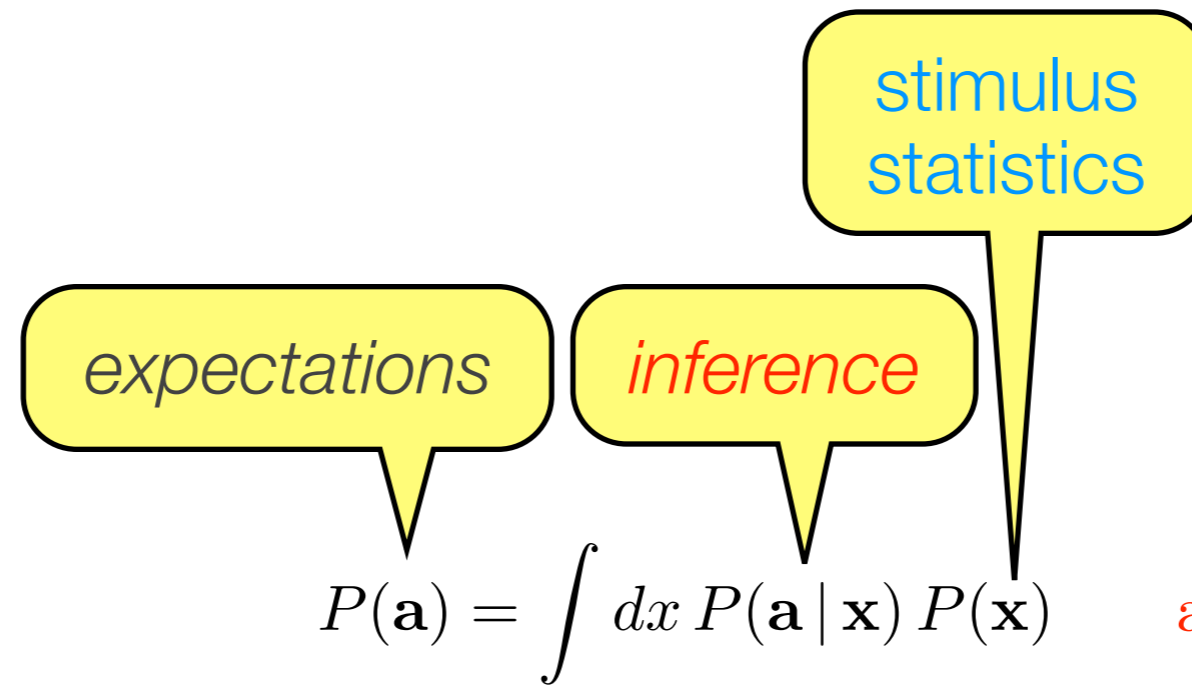 stimulus
statistics
expectations
inference
P(a) = ∫ dx P(a | x) P(x)
a